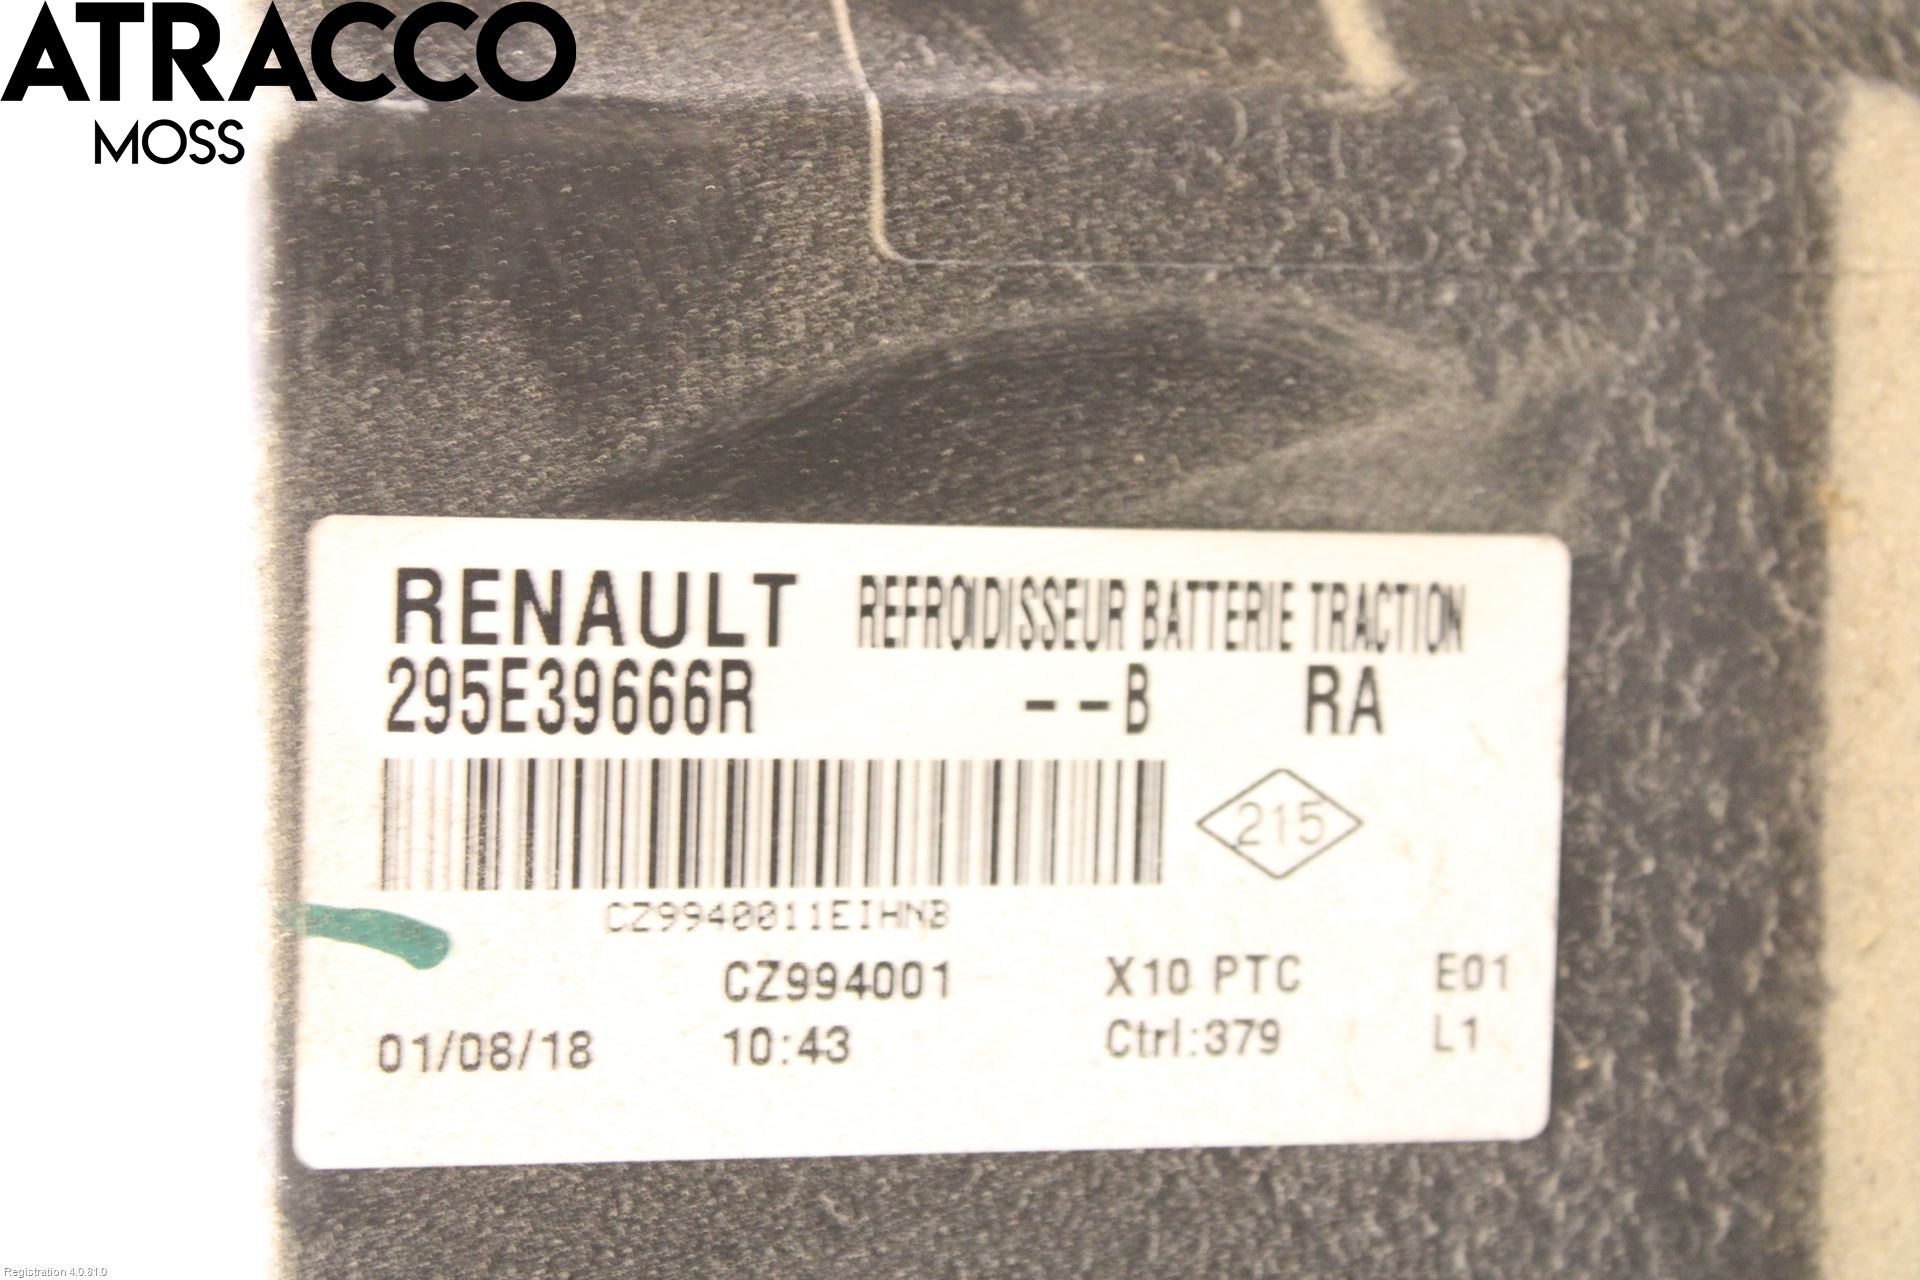 ATRACCO
MOSS
RENAULT REFROIDISSEUR BATTERIE TRACTION
295E39666R --B RA
215
CZ9940011EIHNB
CZ994001 X10 PTC E01
01/08/18 10:43 Ctrl:379 L1
Registration 4.0.81.0